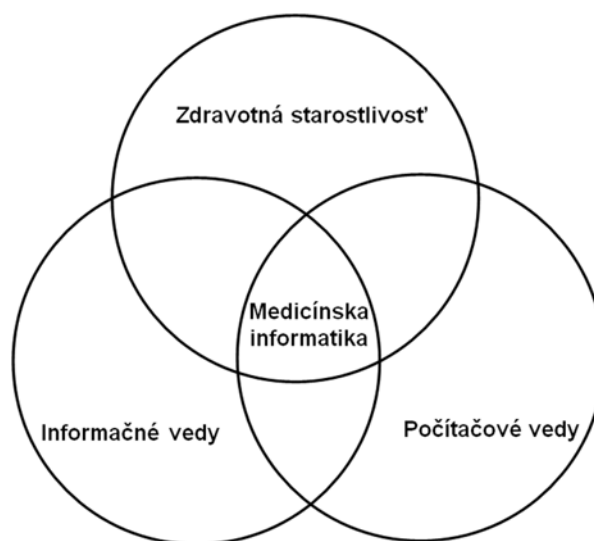 Zdravotná starostlivosť
Medicínska
informatika
Informačné vedy
Počítačové vedy